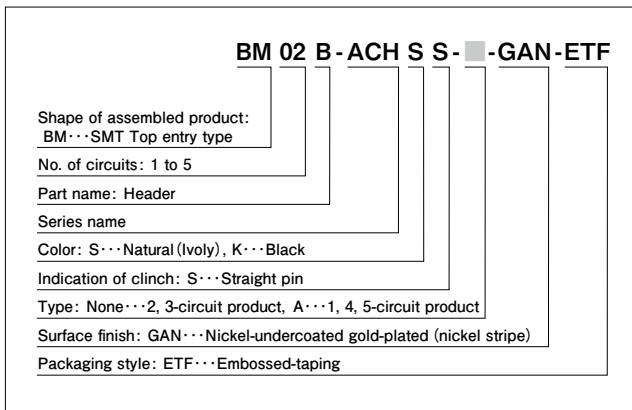 BM 02 B - ACH S S - - GAN - ETF
Shape of assembled product:
BM･･･SMT Top entry type
No. of circuits: 1 to 5
Part name: Header
Series name
Color: S･･･Natural (Ivoly), K･･･Black
Indication of clinch: S･･･Straight pin
Type: None･･･2, 3-circuit product, A･･･1, 4, 5-circuit product
Surface finish: GAN･･･Nickel-undercoated gold-plated (nickel stripe)
Packaging style: ETF･･･Embossed-taping